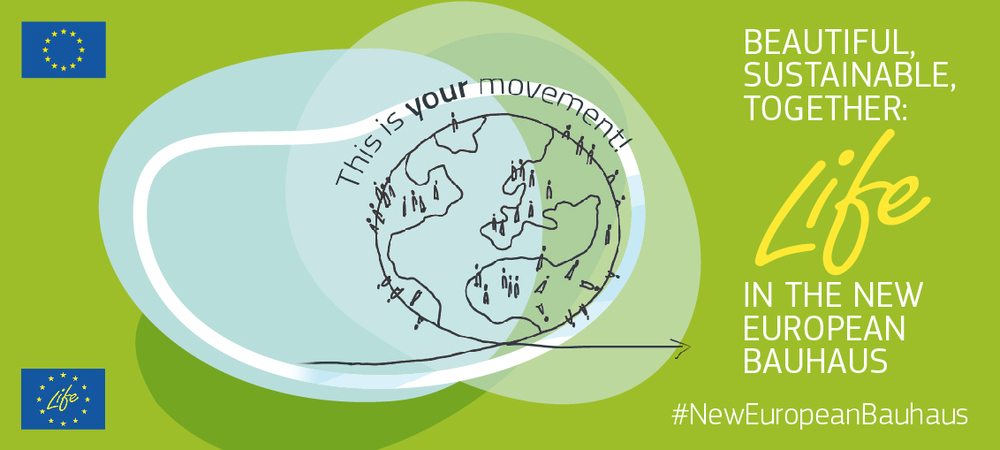 This is your movement!
BEAUTIFUL,
SUSTAINABLE,
TOGETHER:
Life
IN THE NEW
EUROPEAN
BAUHAUS
#NewEuropeanBauhaus
Life